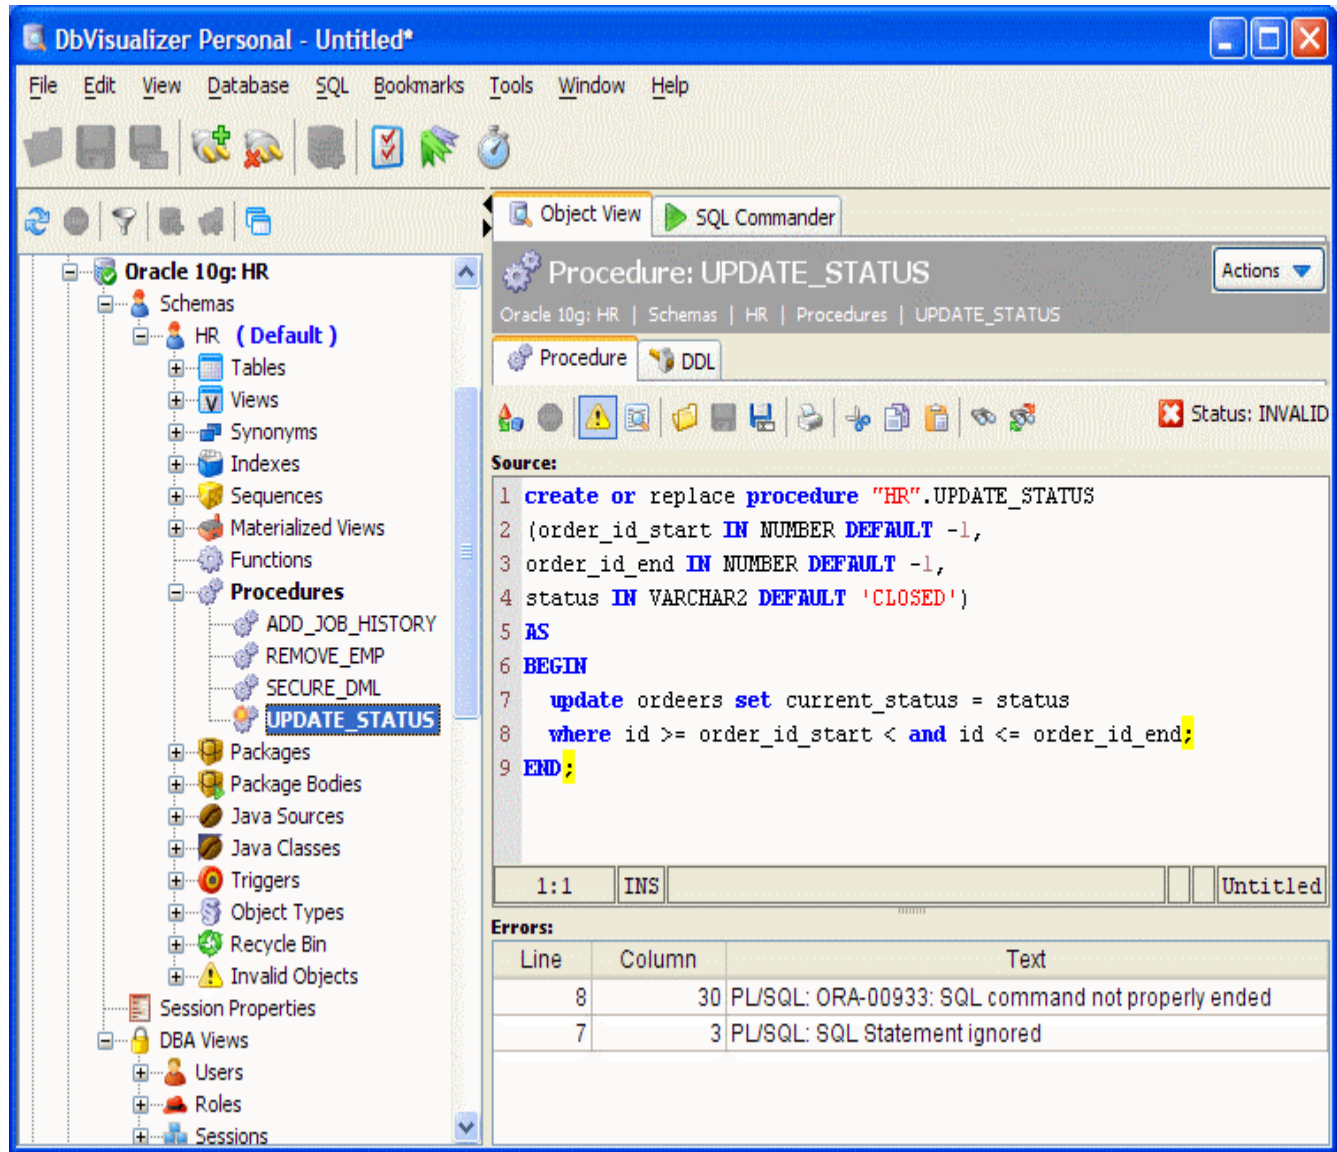 DbVisualizer Personal - Untitled*
File Edit View Database SQL Bookmarks Tools Window Help
Oracle 10g: HR
Schemas
HR ( Default )
Tables
Views
Synonyms
Indexes
Sequences
Materialized Views
Functions
Procedures
ADD_JOB_HISTORY
REMOVE_EMP
SECURE_DML
UPDATE_STATUS
Packages
Package Bodies
Java Sources
Java Classes
Triggers
Object Types
Recycle Bin
Invalid Objects
Session Properties
DBA Views
Users
Roles
Sessions
Object View SQL Commander
Procedure: UPDATE_STATUS Actions
Oracle 10g: HR | Schemas | HR | Procedures | UPDATE_STATUS
Procedure DDL
Status: INVALID
Source:
1 create or replace procedure "HR".UPDATE_STATUS
2 (order_id_start IN NUMBER DEFAULT -1,
3 order_id_end IN NUMBER DEFAULT -1,
4 status IN VARCHAR2 DEFAULT 'CLOSED')
5 AS
6 BEGIN
7 update ordeers set current_status = status
8 where id >= order_id_start < and id <= order_id_end;
9 END;
1:1 INS Untitled
Errors:
Line Column Text
8 30 PL/SQL: ORA-00933: SQL command not properly ended
7 3 PL/SQL: SQL Statement ignored